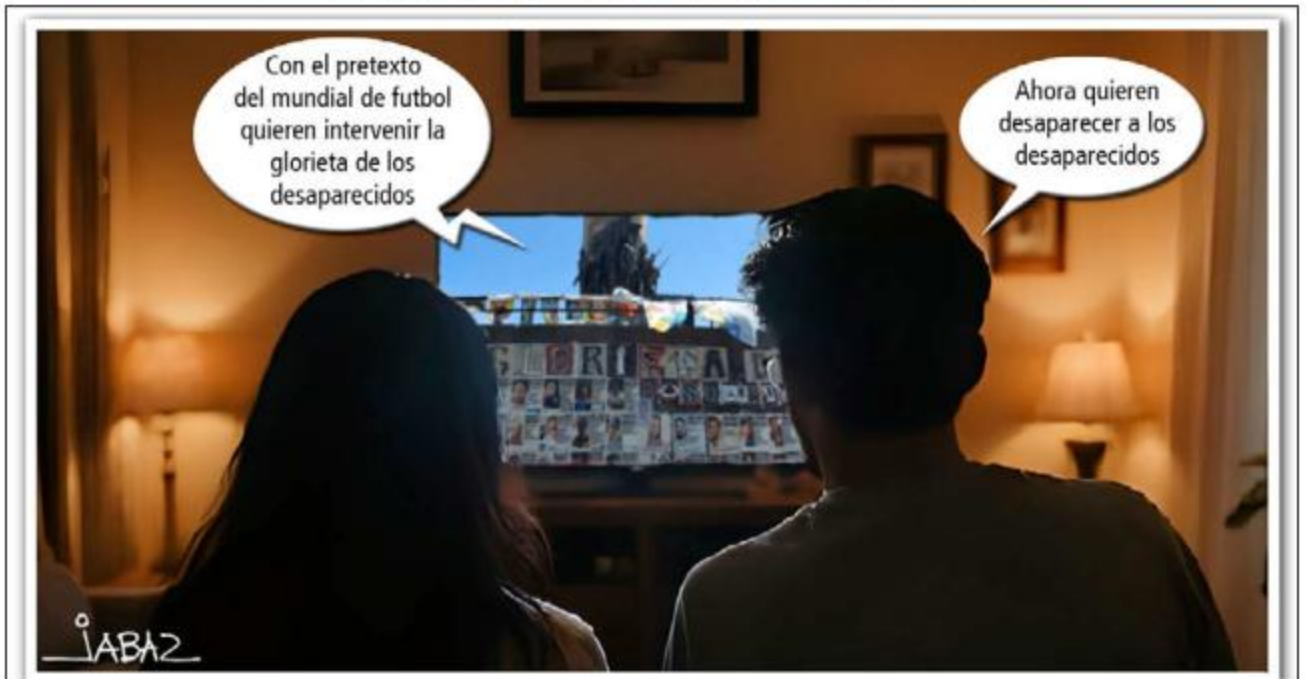 Con el pretexto
del mundial de futbol
quieren intervenir la
glorieta de los
desaparecidos
Ahora quieren
desaparecer a los
desaparecidos
JABAZ